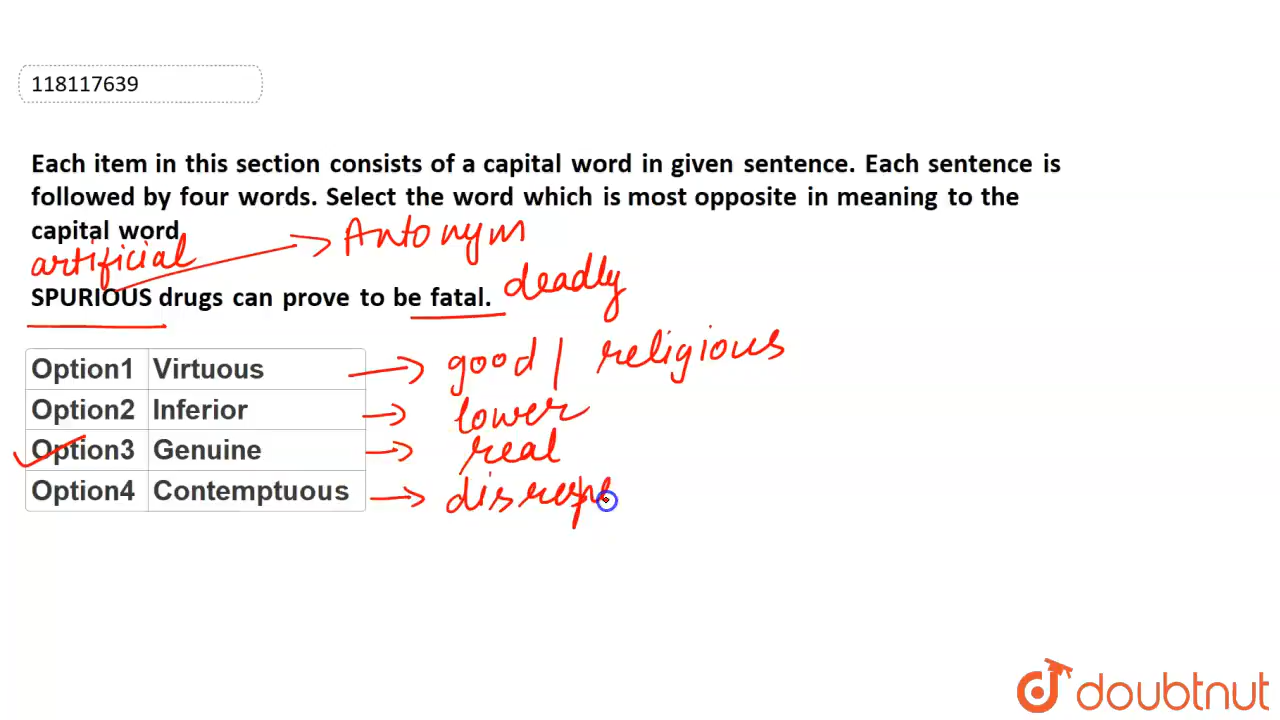 118117639
Each item in this section consists of a capital word in given sentence. Each sentence is
followed by four words. Select the word which is most opposite in meaning to the
capital word
Antonym
artificial
SPURIOUS drugs can prove to be fatal.
deadly
Option1 Virtuous good / religious
Option2 Inferior lower
Option3 Genuine real
Option4 Contemptuous
doubtnut